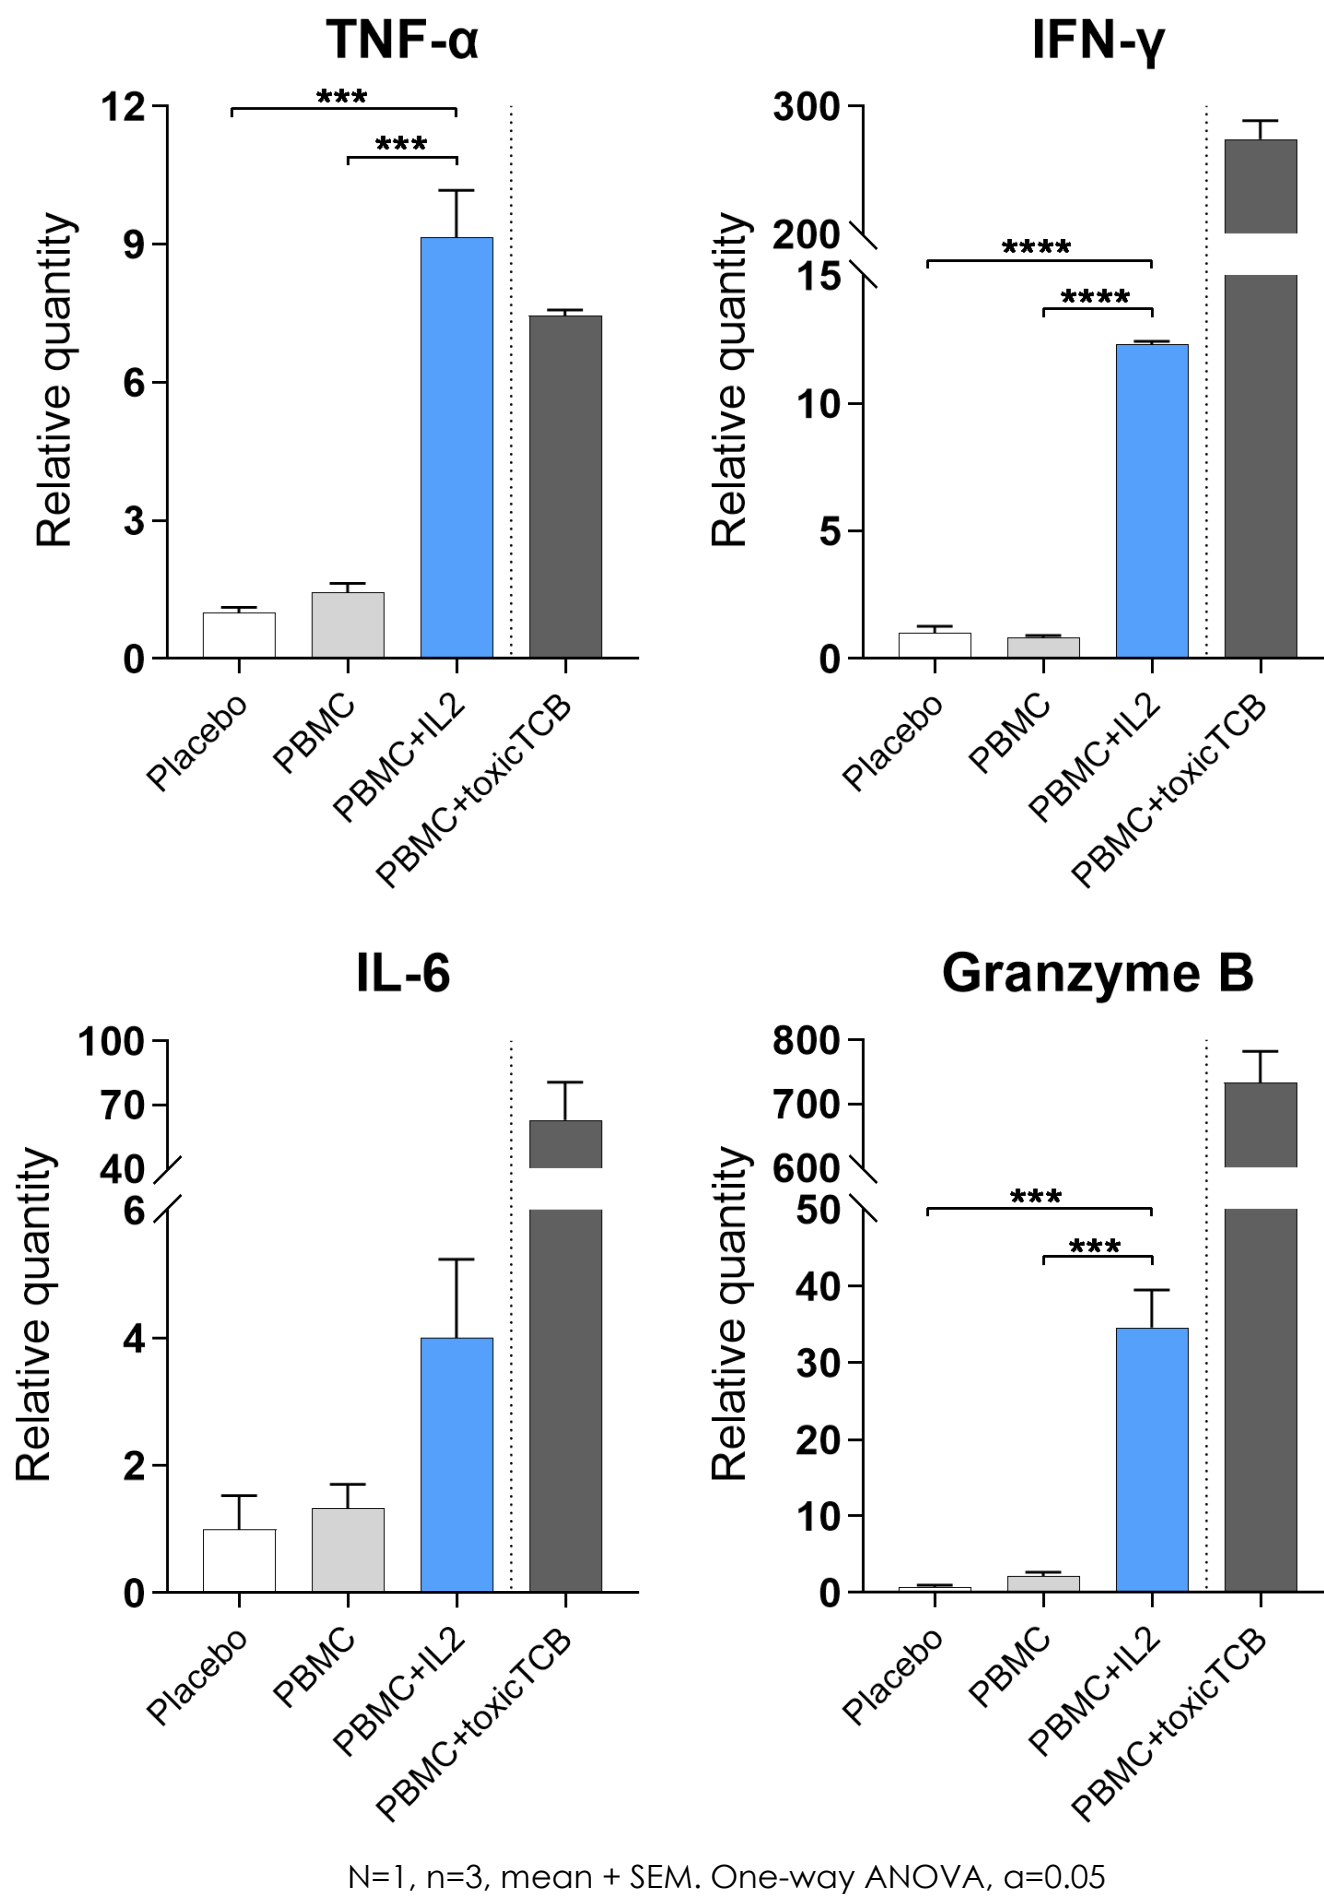 TNF-α
***
***
12
9
6
3
0
Relative quantity
Placebo
PBMC
PBMC+IL2
PBMC+toxicTCB
IFN-γ
****
****
300
200
15
10
5
0
Relative quantity
Placebo
PBMC
PBMC+IL2
PBMC+toxicTCB
IL-6
100
70
40
6
4
2
0
Relative quantity
Placebo
PBMC
PBMC+IL2
PBMC+toxicTCB
Granzyme B
***
***
800
700
600
50
40
30
20
10
0
Relative quantity
Placebo
PBMC
PBMC+IL2
PBMC+toxicTCB
N=1, n=3, mean + SEM. One-way ANOVA, a=0.05